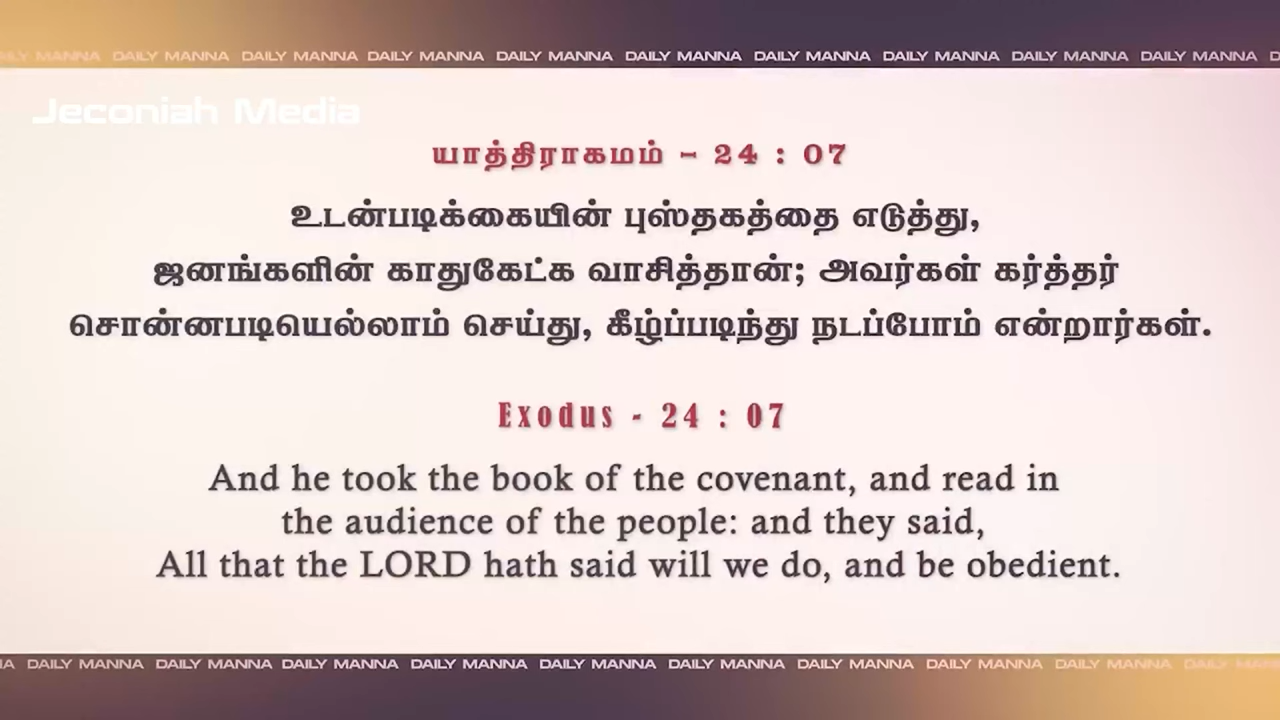 DAILY MANNA DAILY MANNA DAILY MANNA DAILY MANNA DAILY MANNA DAILY MANNA DAILY MANNA DAILY MANNA DAILY MANNA
Jeconiah Media
யாத்திராகமம் - 24 : 07
உடன்படிக்கையின் புஸ்தகத்தை எடுத்து,
ஜனங்களின் காதுகேட்க வாசித்தான்; அவர்கள் கர்த்தர்
சொன்னபடியெல்லாம் செய்து, கீழ்ப்படிந்து நடப்போம் என்றார்கள்.
Exodus - 24 : 07
And he took the book of the covenant, and read in
the audience of the people: and they said,
All that the LORD hath said will we do, and be obedient.
DAILY MANNA DAILY MANNA DAILY MANNA DAILY MANNA DAILY MANNA DAILY MANNA DAILY MANNA DAILY MANNA DAILY MANNA